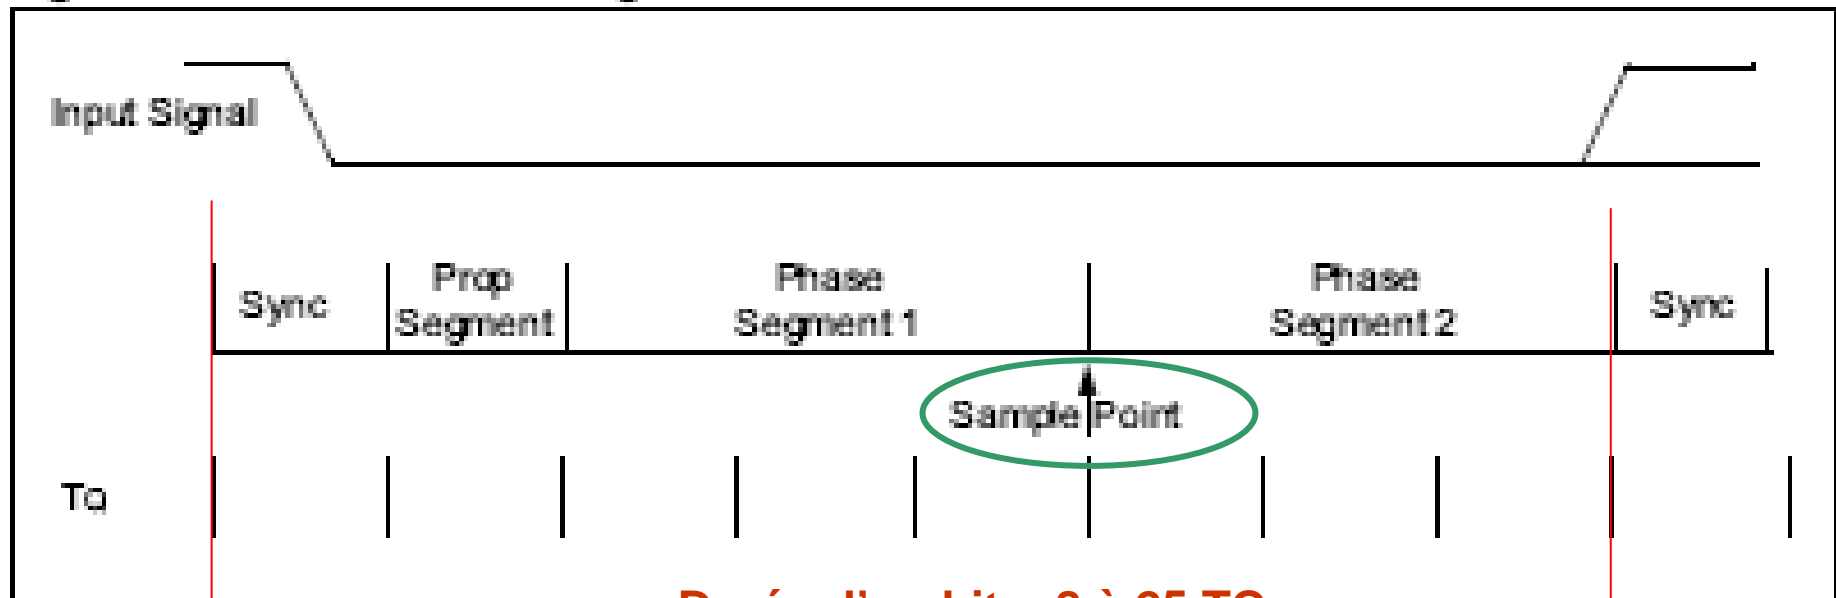 Input Signal
Sync
Prop
Segment
Phase
Segment 1
Phase
Segment 2
Sync
Sample Point
TQ